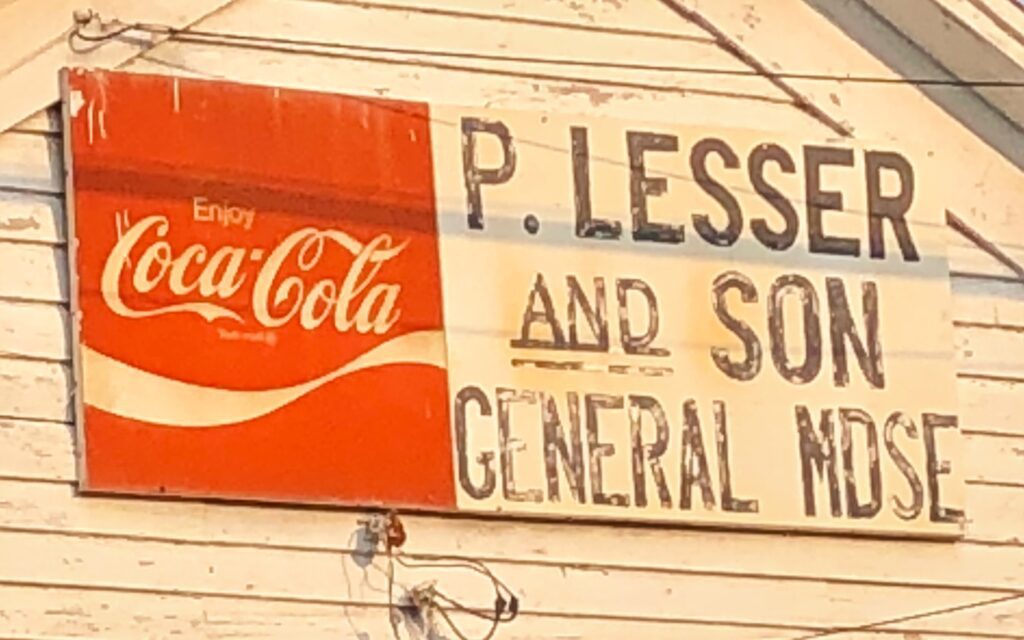 Enjoy
Coca-Cola
P. LESSER
AND SON
GENERAL MDSE